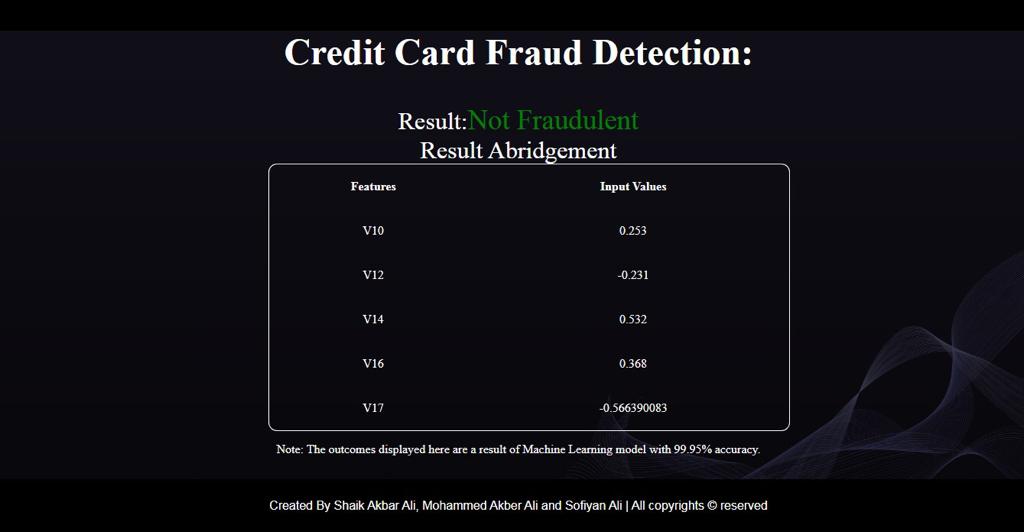 Credit Card Fraud Detection:
Result:Not Fraudulent
Result Abridgement
Features Input Values
V10 0.253
V12 -0.231
V14 0.532
V16 0.368
V17 -0.566390083
Note: The outcomes displayed here are a result of Machine Learning model with 99.95% accuracy.
Created By Shaik Akbar Ali, Mohammed Akber Ali and Sofiyan Ali | All copyrights © reserved